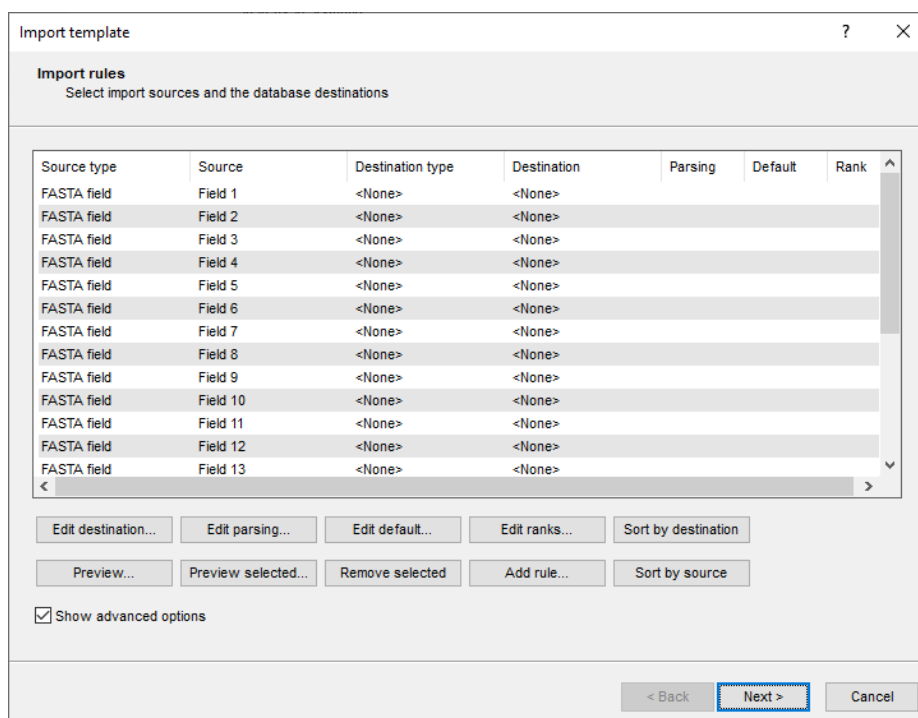 Import template ?
Import rules
Select import sources and the database destinations
Source type Source Destination type Destination Parsing Default Rank
FASTA field Field 1 <None> <None>
FASTA field Field 2 <None> <None>
FASTA field Field 3 <None> <None>
FASTA field Field 4 <None> <None>
FASTA field Field 5 <None> <None>
FASTA field Field 6 <None> <None>
FASTA field Field 7 <None> <None>
FASTA field Field 8 <None> <None>
FASTA field Field 9 <None> <None>
FASTA field Field 10 <None> <None>
FASTA field Field 11 <None> <None>
FASTA field Field 12 <None> <None>
FASTA field Field 13 <None> <None>
Edit destination... Edit parsing... Edit default... Edit ranks... Sort by destination
Preview... Preview selected... Remove selected Add rule... Sort by source
Show advanced options
< Back Next > Cancel